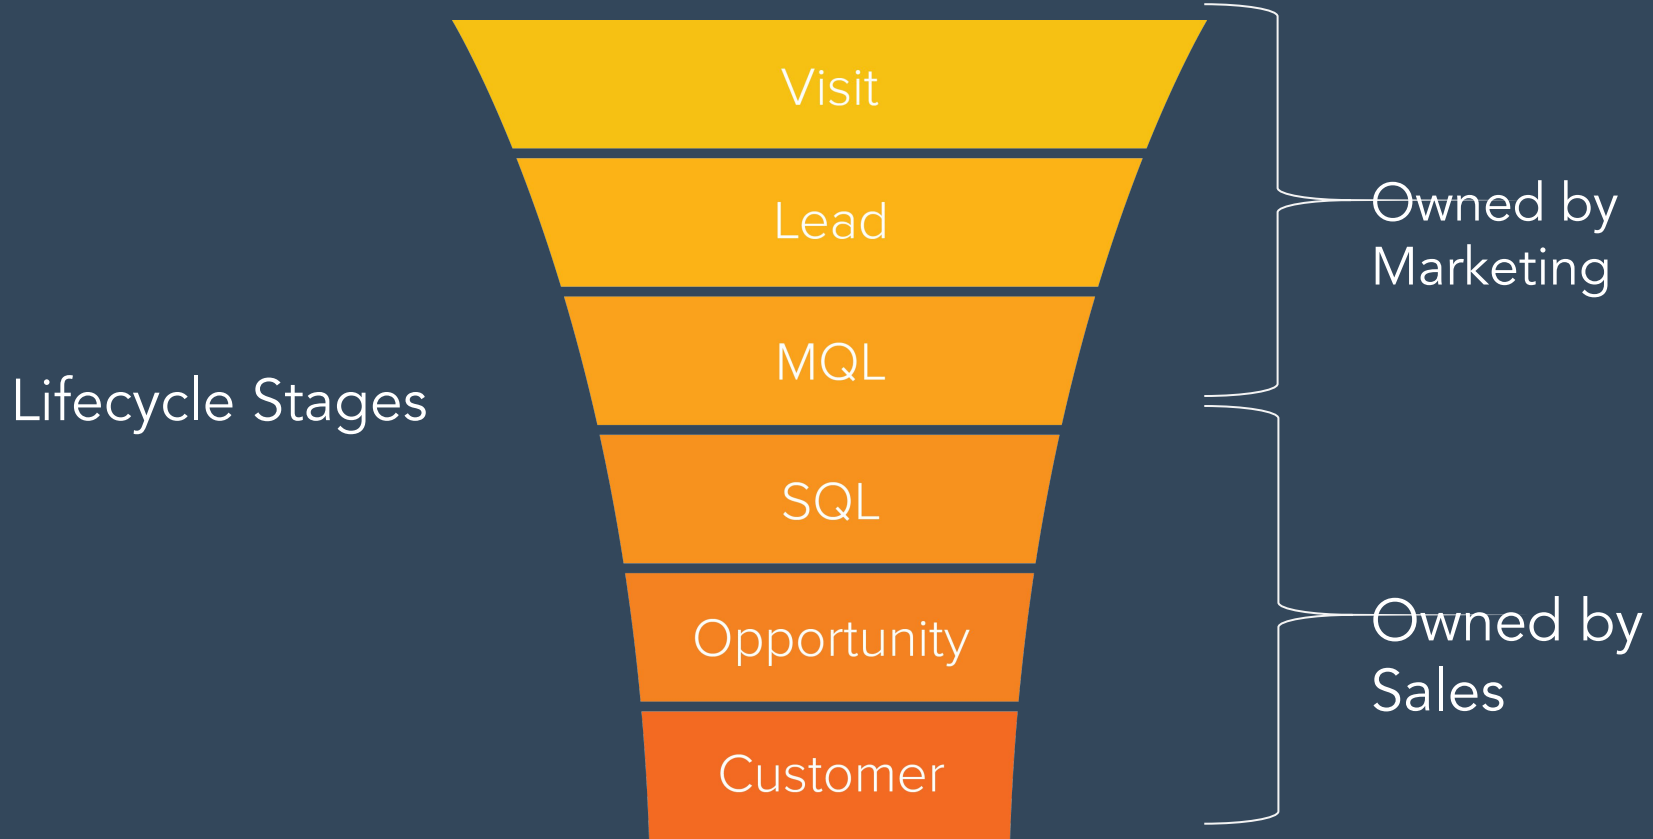 Visit
Lead
MQL
SQL
Opportunity
Customer
Lifecycle Stages
Owned by
Marketing
Owned by
Sales